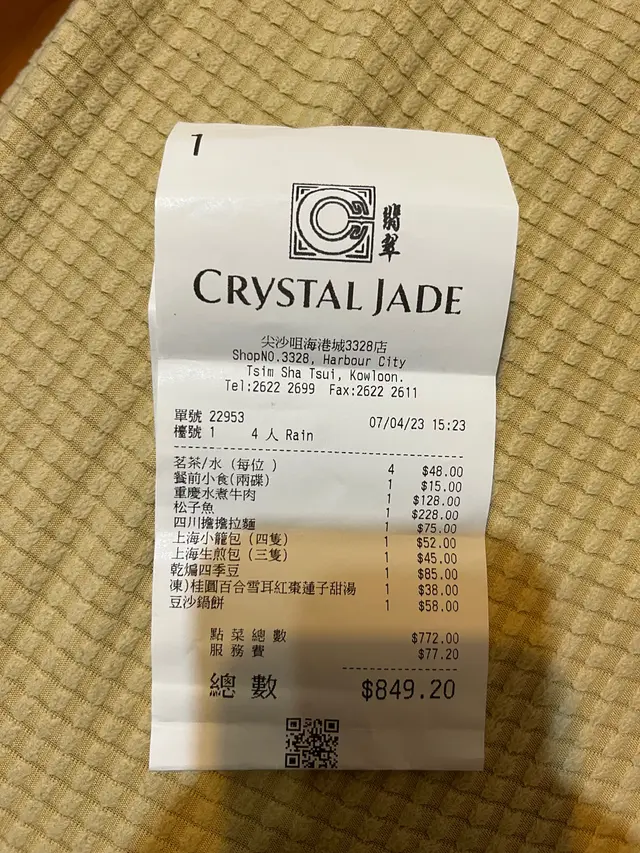 1
翡翠
CRYSTAL JADE
尖沙咀海港城3328店
ShopNO.3328, Harbour City
Tsim Sha Tsui, Kowloon.
Tel:2622 2699 Fax:2622 2611
單號 22953 07/04/23 15:23
檯號 1 4 人 Rain
茗茶/水 (每位 ) 4 $48.00
餐前小食(兩碟) 1 $15.00
重慶水煮牛肉 1 $128.00
松子魚 1 $228.00
四川擔擔拉麵 1 $75.00
上海小籠包 (四隻) 1 $52.00
上海生煎包 (三隻) 1 $45.00
乾煸四季豆 1 $85.00
凍)桂圓百合雪耳紅棗蓮子甜湯 1 $38.00
豆沙鍋餅 1 $58.00
點菜總數 $772.00
服務費 $77.20
總數 $849.20